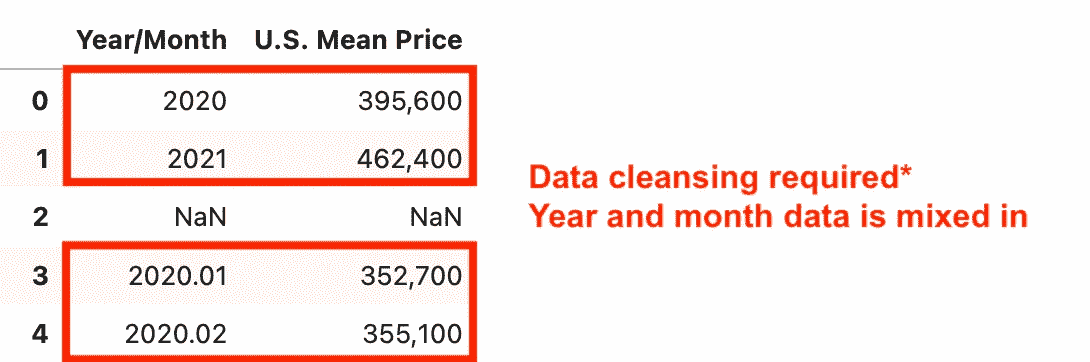 Year/Month U.S. Mean Price
0 2020 395,600
1 2021 462,400
Data cleansing required*
Year and month data is mixed in
2 NaN NaN
3 2020.01 352,700
4 2020.02 355,100